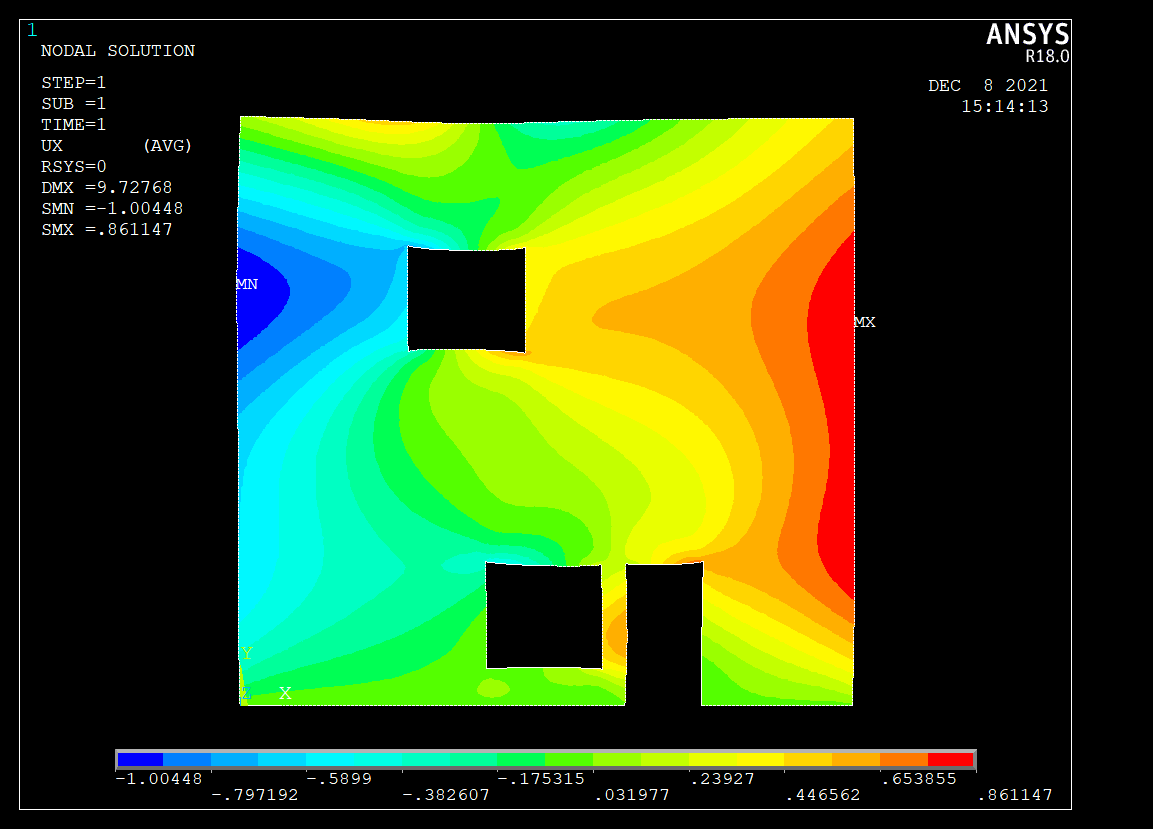 1
ANSYS
R18.0
NODAL SOLUTION
DEC 8 2021
15:14:13
STEP=1
SUB =1
TIME=1
UX (AVG)
RSYS=0
DMX =9.72768
SMN =-1.00448
SMX =.861147
MN
MX
Y
Z X
-1.00448 -.5899 -.175315 .23927 .653855
-.797192 -.382607 .031977 .446562 .861147